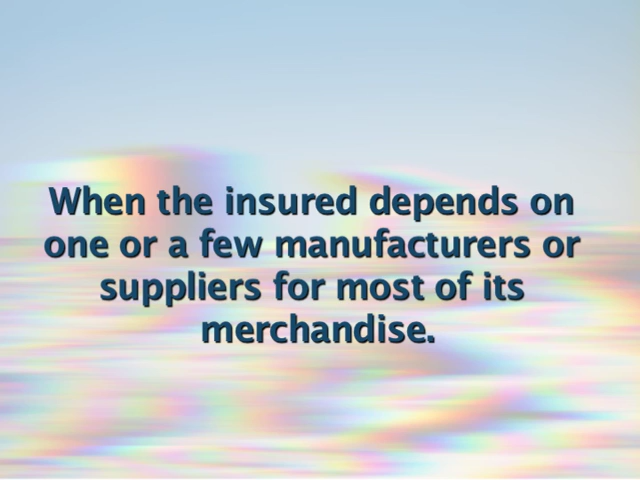 When the insured depends on
one or a few manufacturers or
suppliers for most of its
merchandise.